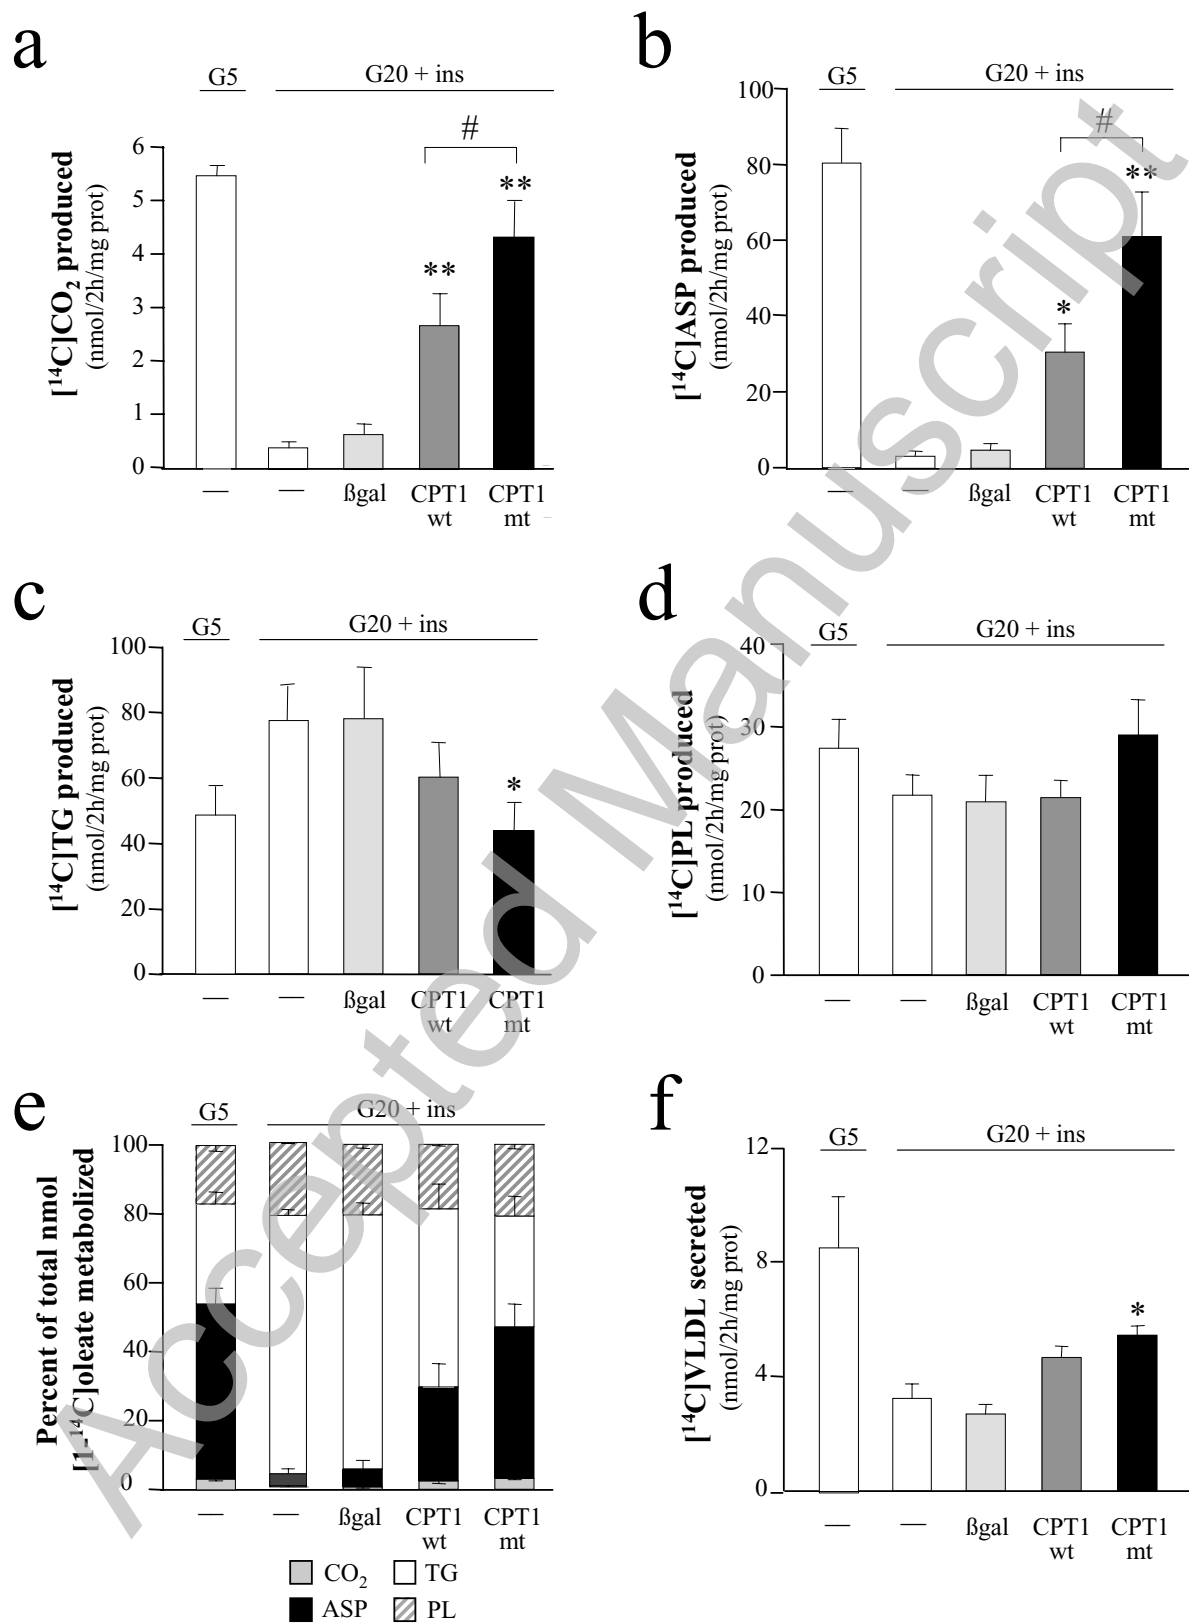 a
G5
G20 + ins
#
[¹⁴C]CO₂ produced
(nmol/2h/mg prot)
6
5
4
3
2
1
0
**
**
—
—
ßgal
CPT1
wt
CPT1
mt
b
G5
G20 + ins
#
[¹⁴C]ASP produced
(nmol/2h/mg prot)
100
80
60
40
20
0
*
**
—
—
ßgal
CPT1
wt
CPT1
mt
c
G5
G20 + ins
[¹⁴C]TG produced
(nmol/2h/mg prot)
100
80
60
40
20
0
*
—
—
ßgal
CPT1
wt
CPT1
mt
d
G5
G20 + ins
[¹⁴C]PL produced
(nmol/2h/mg prot)
40
30
20
10
0
—
—
ßgal
CPT1
wt
CPT1
mt
e
G5
G20 + ins
Percent of total nmol
[1-¹⁴C]oleate metabolized
100
80
60
40
20
0
—
—
ßgal
CPT1
wt
CPT1
mt
CO₂
TG
ASP
PL
f
G5
G20 + ins
[¹⁴C]VLDL secreted
(nmol/2h/mg prot)
12
8
4
0
*
—
—
ßgal
CPT1
wt
CPT1
mt
Accepted Manuscript